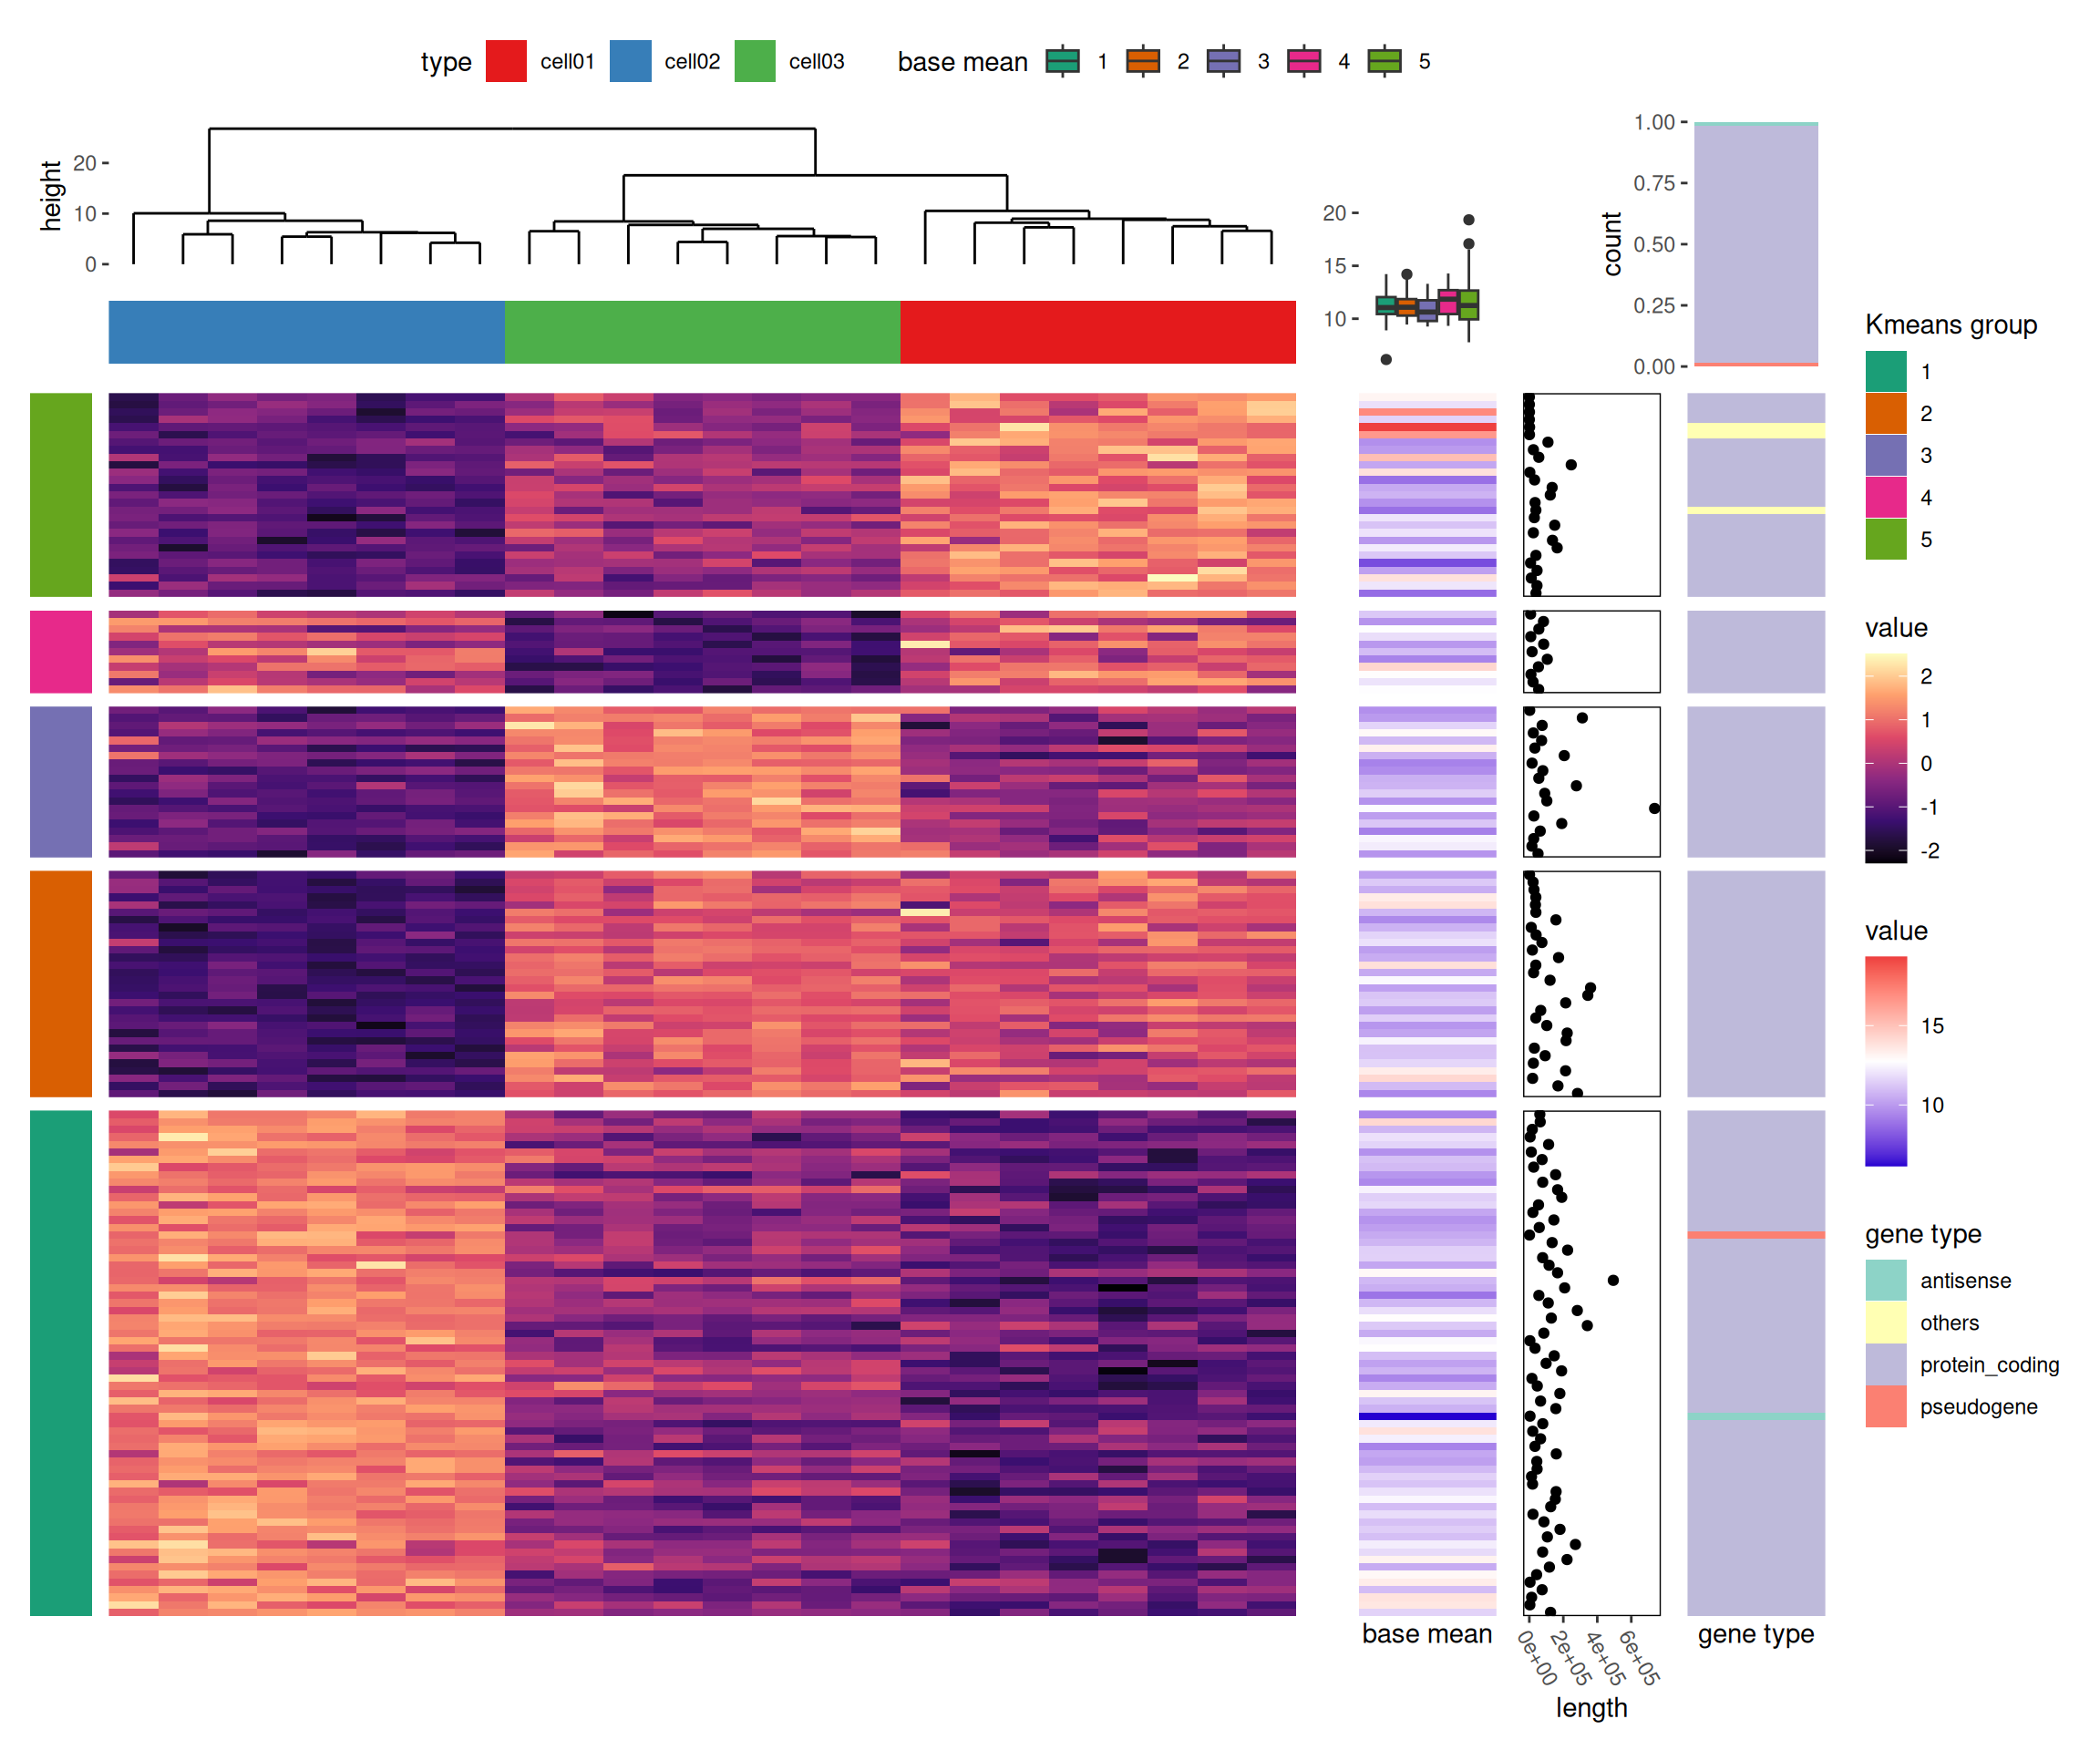 type cell01 cell02 cell03 base mean 1 2 3 4 5
height
20
10
0
20
15
10
count
1.00
0.75
0.50
0.25
0.00
Kmeans group
1
2
3
4
5
value
2
1
0
-1
-2
value
15
10
gene type
antisense
others
protein_coding
pseudogene
base mean
0e+00 2e+05 4e+05 6e+05
length
gene type